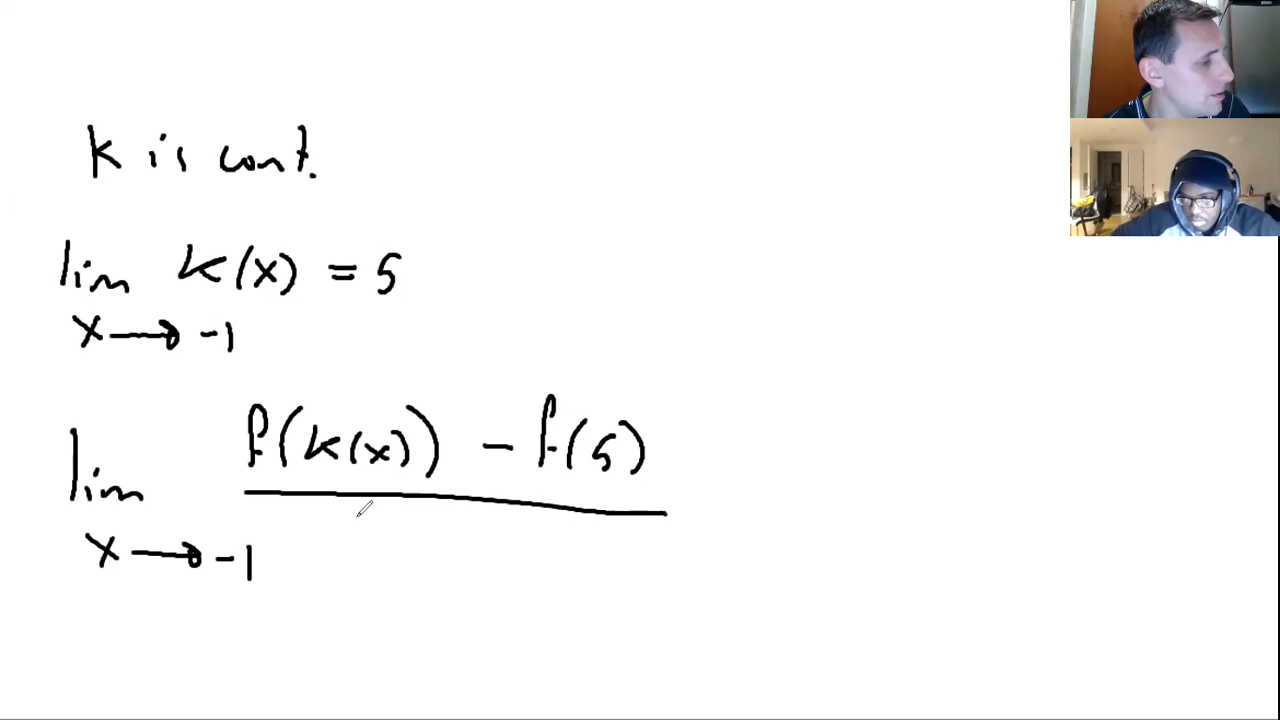 k is cont.
lim k(x) = 5
x → -1
lim f(k(x)) - f(5)
x → -1